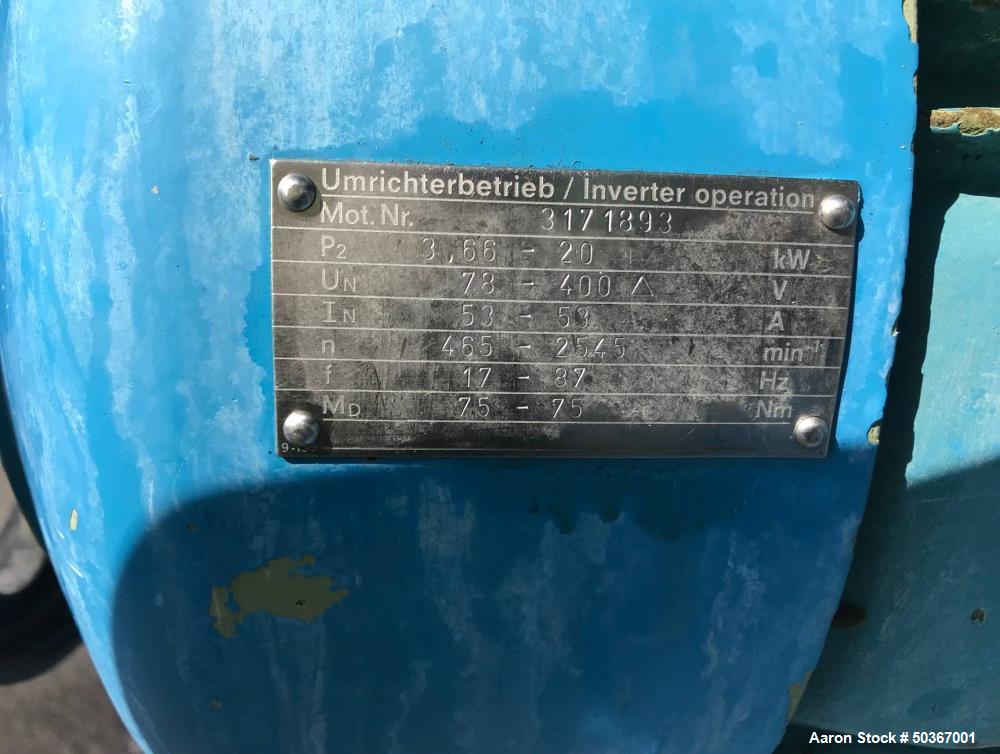 Umrichterbetrieb / Inverter operation
Mot. Nr. 3171893
P2 3,66 - 20 kW
UN 78 - 400 △ V
IN 53 - 53 A
n 465 - 2545 min-1
f 17 - 87 Hz
MD 75 - 75 Nm
Aaron Stock # 50367001